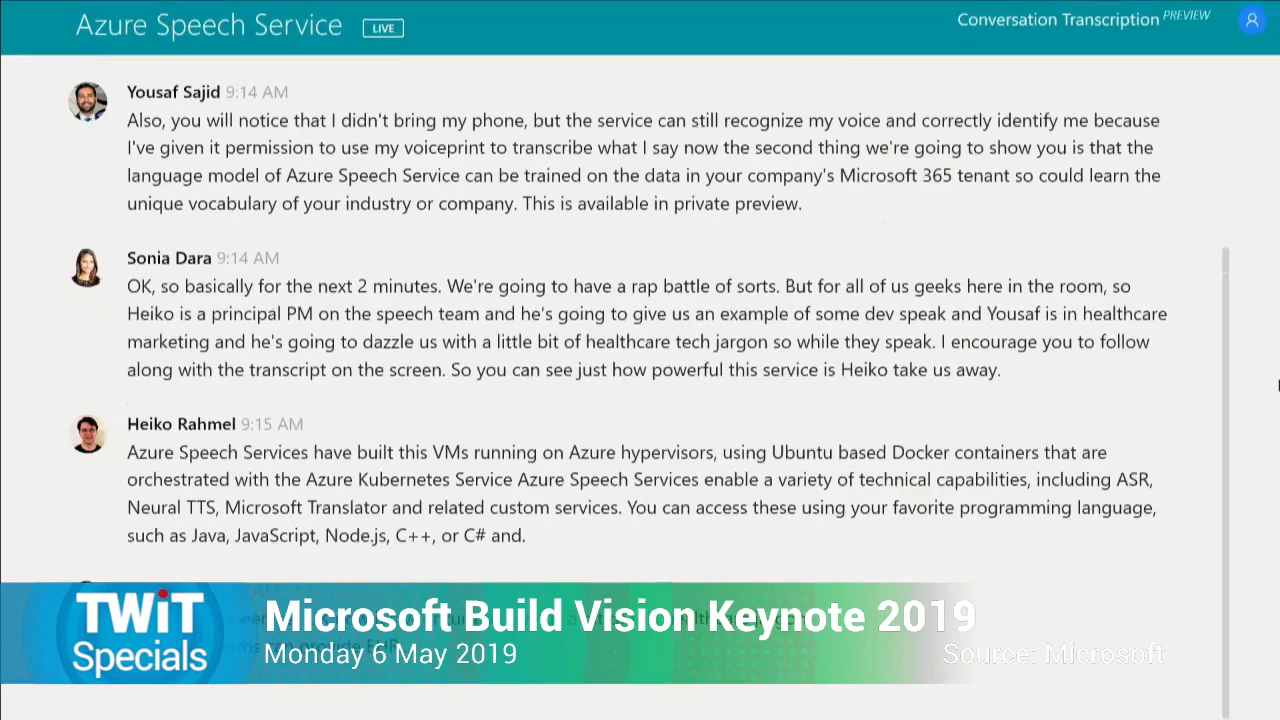 Azure Speech Service LIVE
Conversation Transcription PREVIEW
Yousaf Sajid 9:14 AM
Also, you will notice that I didn't bring my phone, but the service can still recognize my voice and correctly identify me because
I've given it permission to use my voiceprint to transcribe what I say now the second thing we're going to show you is that the
language model of Azure Speech Service can be trained on the data in your company's Microsoft 365 tenant so could learn the
unique vocabulary of your industry or company. This is available in private preview.
Sonia Dara 9:14 AM
OK, so basically for the next 2 minutes. We're going to have a rap battle of sorts. But for all of us geeks here in the room, so
Heiko is a principal PM on the speech team and he's going to give us an example of some dev speak and Yousaf is in healthcare
marketing and he's going to dazzle us with a little bit of healthcare tech jargon so while they speak. I encourage you to follow
along with the transcript on the screen. So you can see just how powerful this service is Heiko take us away.
Heiko Rahmel 9:15 AM
Azure Speech Services have built this VMs running on Azure hypervisors, using Ubuntu based Docker containers that are
orchestrated with the Azure Kubernetes Service Azure Speech Services enable a variety of technical capabilities, including ASR,
Neural TTS, Microsoft Translator and related custom services. You can access these using your favorite programming language,
such as Java, JavaScript, Node.js, C++, or C# and.
TWiT
Specials
Microsoft Build Vision Keynote 2019
Monday 6 May 2019
Source: Microsoft